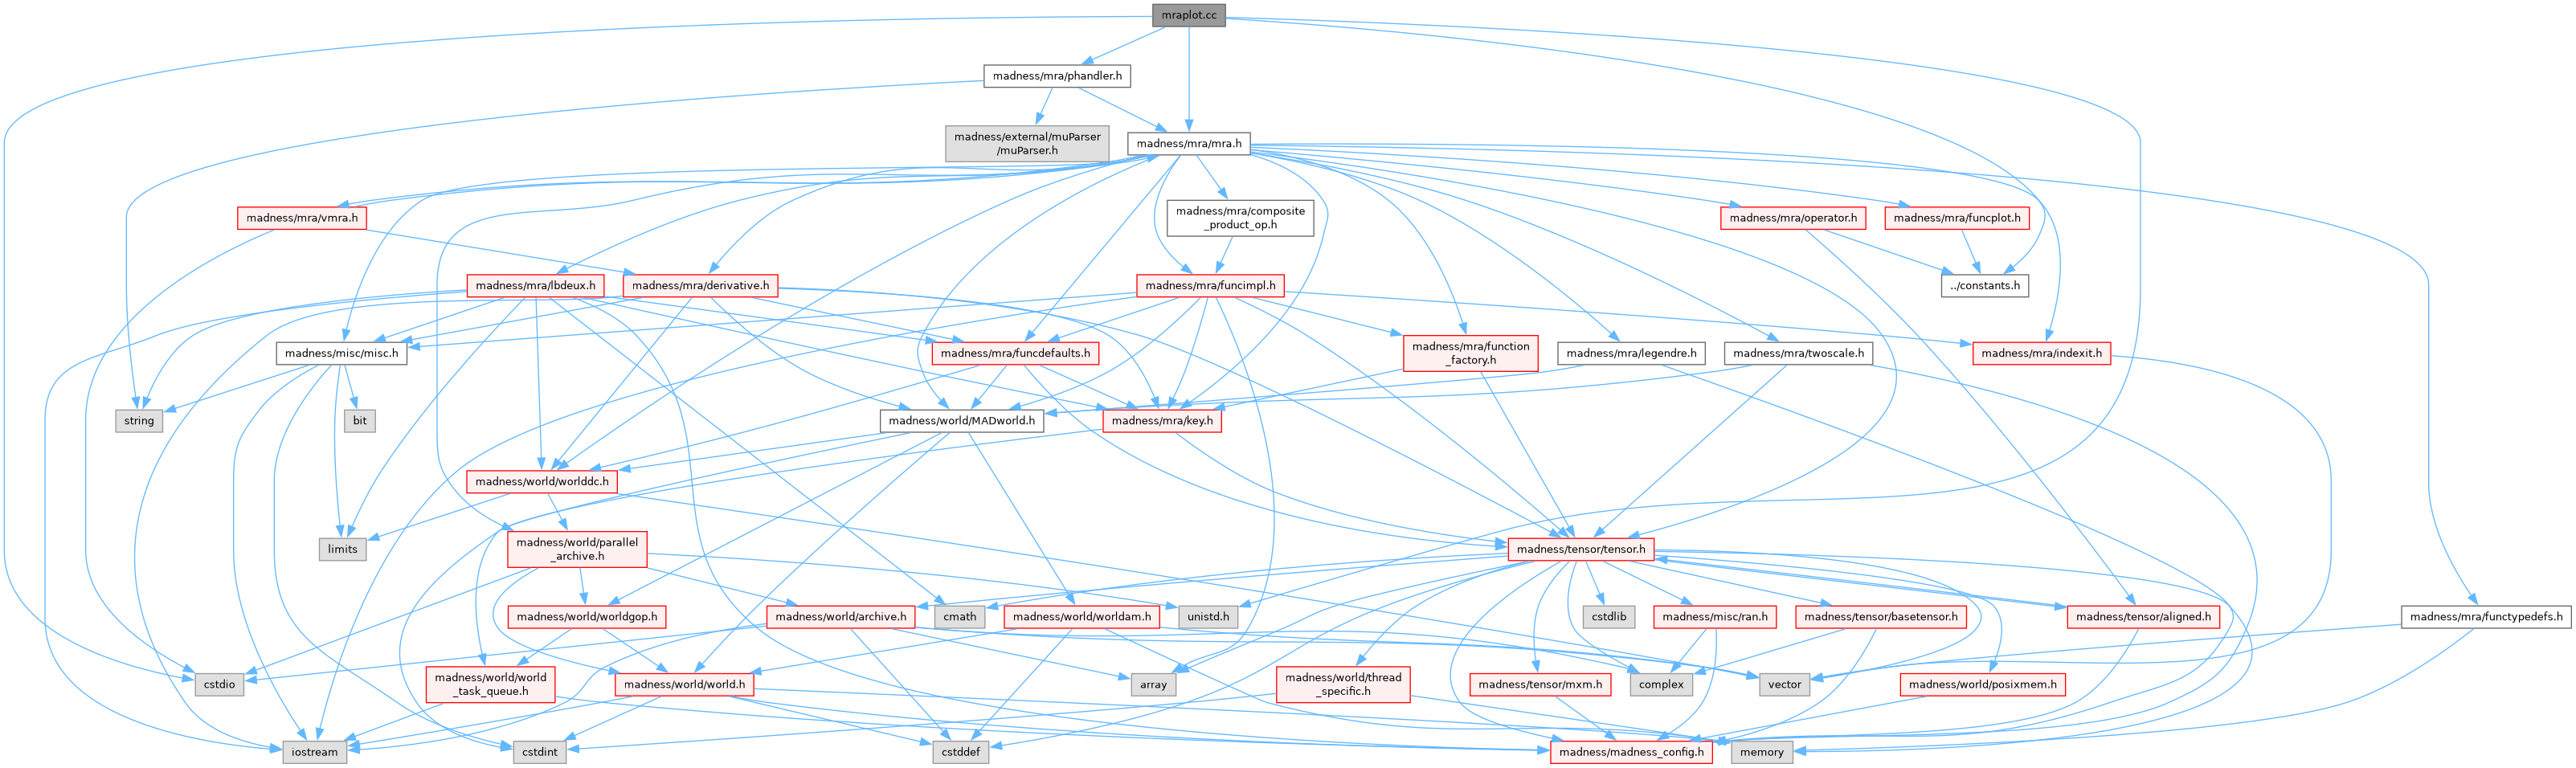 mraplot.cc
madness/mra/phandler.h
madness/external/muParser
/muParser.h
madness/mra/mra.h
madness/mra/vmra.h
madness/mra/composite
_product_op.h
madness/mra/operator.h
madness/mra/funcplot.h
madness/mra/lbdeux.h
madness/mra/derivative.h
madness/mra/funcimpl.h
../constants.h
madness/misc/misc.h
madness/mra/funcdefaults.h
madness/mra/function
_factory.h
madness/mra/legendre.h
madness/mra/twoscale.h
madness/mra/indexit.h
string
bit
madness/world/MADworld.h
madness/mra/key.h
madness/world/worlddc.h
limits
madness/world/parallel
_archive.h
madness/tensor/tensor.h
madness/world/worldgop.h
madness/world/archive.h
cmath
madness/world/worldam.h
unistd.h
cstdlib
madness/misc/ran.h
madness/tensor/basetensor.h
madness/tensor/aligned.h
madness/mra/functypedefs.h
cstdio
madness/world/world
_task_queue.h
madness/world/world.h
array
madness/world/thread
_specific.h
madness/tensor/mxm.h
complex
vector
madness/world/posixmem.h
iostream
cstdint
cstddef
madness/madness_config.h
memory